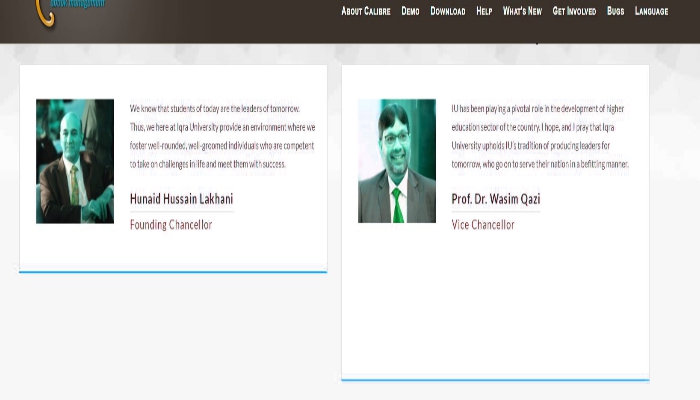 ebook management
About Calibre Demo Download Help What's New Get Involved Bugs Language
We know that students of today are the leaders of tomorrow.
Thus, we here at Iqra University provide an environment where we
foster well-rounded, well-groomed individuals who are competent
to take on challenges in life and meet them with success.
Hunaid Hussain Lakhani
Founding Chancellor
IU has been playing a pivotal role in the development of higher
education sector of the country. I hope, and I pray that Iqra
University upholds IU's tradition of producing leaders for
tomorrow, who go on to serve their nation in a befitting manner.
Prof. Dr. Wasim Qazi
Vice Chancellor